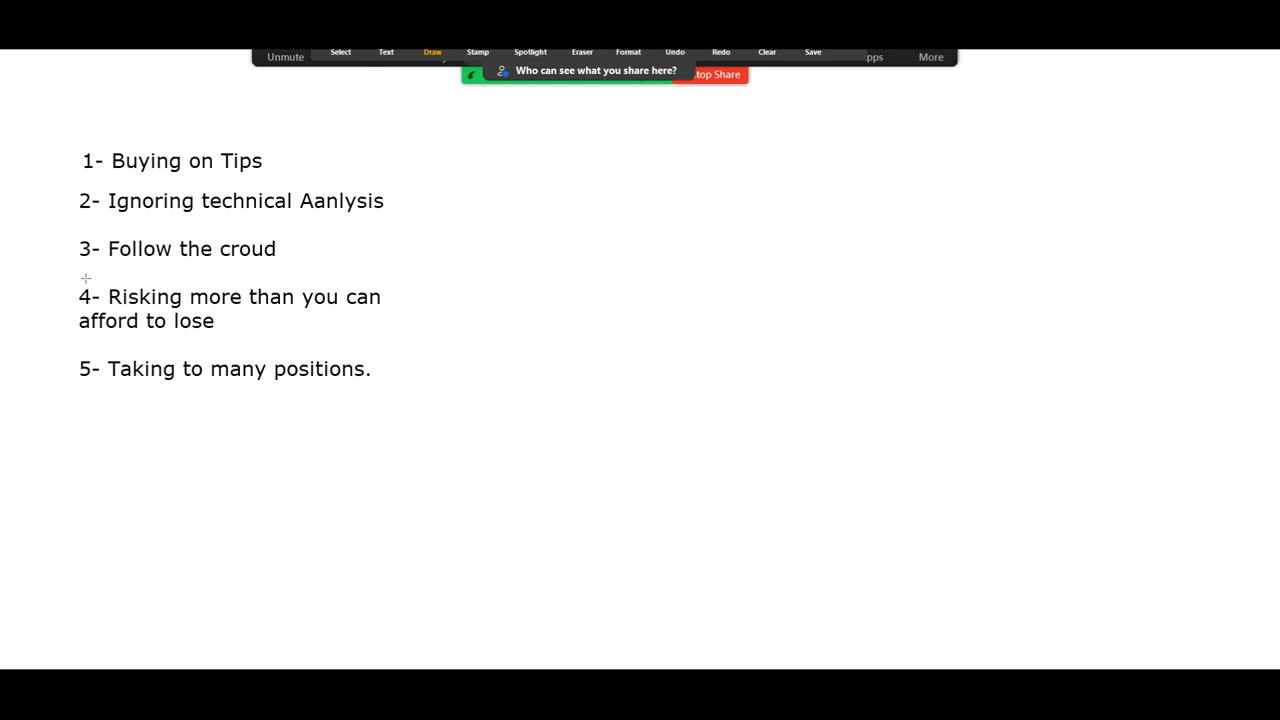 Select Text Draw Stamp Spotlight Eraser Format Undo Redo Clear Save
Unmute More
Who can see what you share here?
Share
1- Buying on Tips
2- Ignoring technical Aanlysis
3- Follow the croud
4- Risking more than you can
afford to lose
5- Taking to many positions.